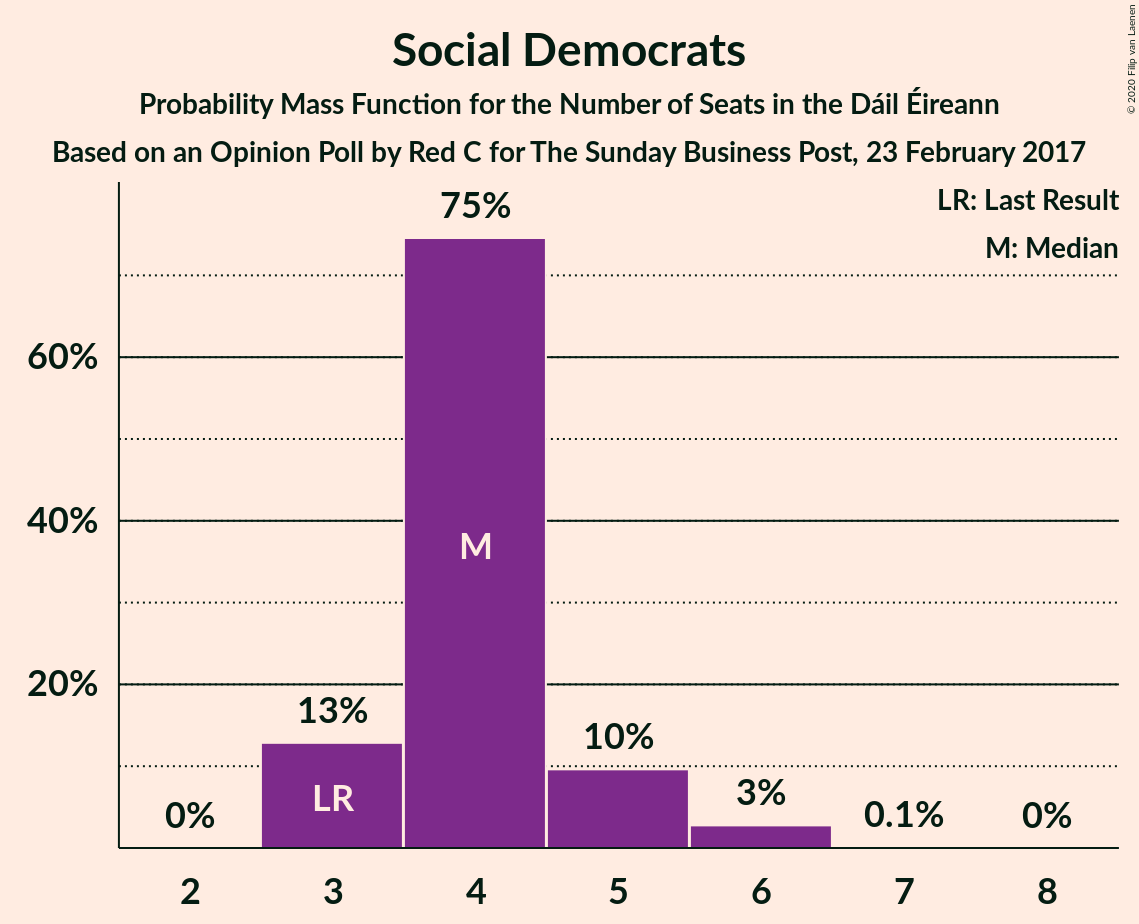 Social Democrats
Probability Mass Function for the Number of Seats in the Dáil Éireann
Based on an Opinion Poll by Red C for The Sunday Business Post, 23 February 2017
© 2020 Filip van Laenen
LR: Last Result
M: Median
75%
60%
40%
M
20%
13%
10%
LR
3%
0%
0.1%
0%
2 3 4 5 6 7 8